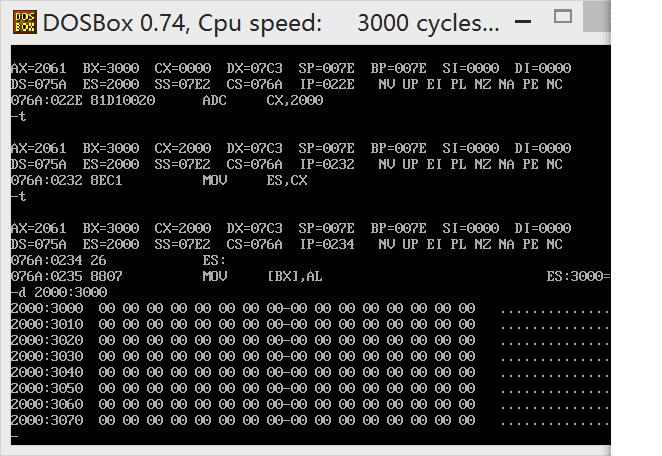 DOS BOX DOSBox 0.74, Cpu speed: 3000 cycles...
AX=2061 BX=3000 CX=0000 DX=07C3 SP=007E BP=007E SI=0000 DI=0000
DS=075A ES=2000 SS=07E2 CS=076A IP=022E NV UP EI PL NZ NA PE NC
076A:022E 81D10020 ADC CX,2000
-t
AX=2061 BX=3000 CX=2000 DX=07C3 SP=007E BP=007E SI=0000 DI=0000
DS=075A ES=2000 SS=07E2 CS=076A IP=0232 NV UP EI PL NZ NA PE NC
076A:0232 8EC1 MOV ES,CX
-t
AX=2061 BX=3000 CX=2000 DX=07C3 SP=007E BP=007E SI=0000 DI=0000
DS=075A ES=2000 SS=07E2 CS=076A IP=0234 NV UP EI PL NZ NA PE NC
076A:0234 26 ES:
076A:0235 8807 MOV [BX],AL ES:3000=
-d 2000:3000
2000:3000 00 00 00 00 00 00 00 00-00 00 00 00 00 00 00 00 ..............
2000:3010 00 00 00 00 00 00 00 00-00 00 00 00 00 00 00 00 ..............
2000:3020 00 00 00 00 00 00 00 00-00 00 00 00 00 00 00 00 ..............
2000:3030 00 00 00 00 00 00 00 00-00 00 00 00 00 00 00 00 ..............
2000:3040 00 00 00 00 00 00 00 00-00 00 00 00 00 00 00 00 ..............
2000:3050 00 00 00 00 00 00 00 00-00 00 00 00 00 00 00 00 ..............
2000:3060 00 00 00 00 00 00 00 00-00 00 00 00 00 00 00 00 ..............
2000:3070 00 00 00 00 00 00 00 00-00 00 00 00 00 00 00 00 ..............
-